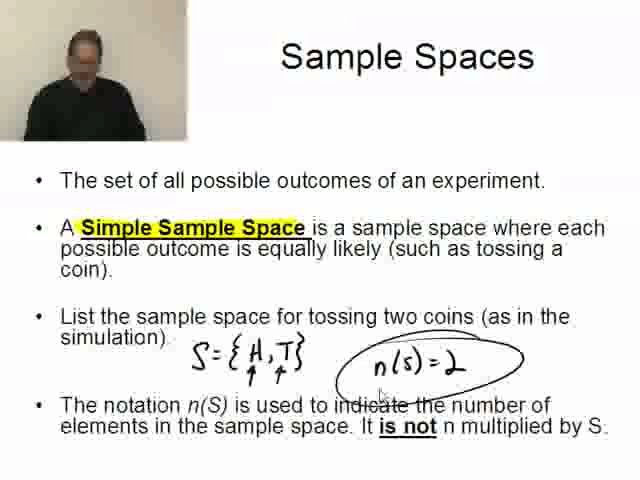 Sample Spaces
• The set of all possible outcomes of an experiment.
• A Simple Sample Space is a sample space where each
possible outcome is equally likely (such as tossing a
coin).
• List the sample space for tossing two coins (as in the
simulation).
S={H,T}
n(s)=2
• The notation n(S) is used to indicate the number of
elements in the sample space. It is not n multiplied by S.